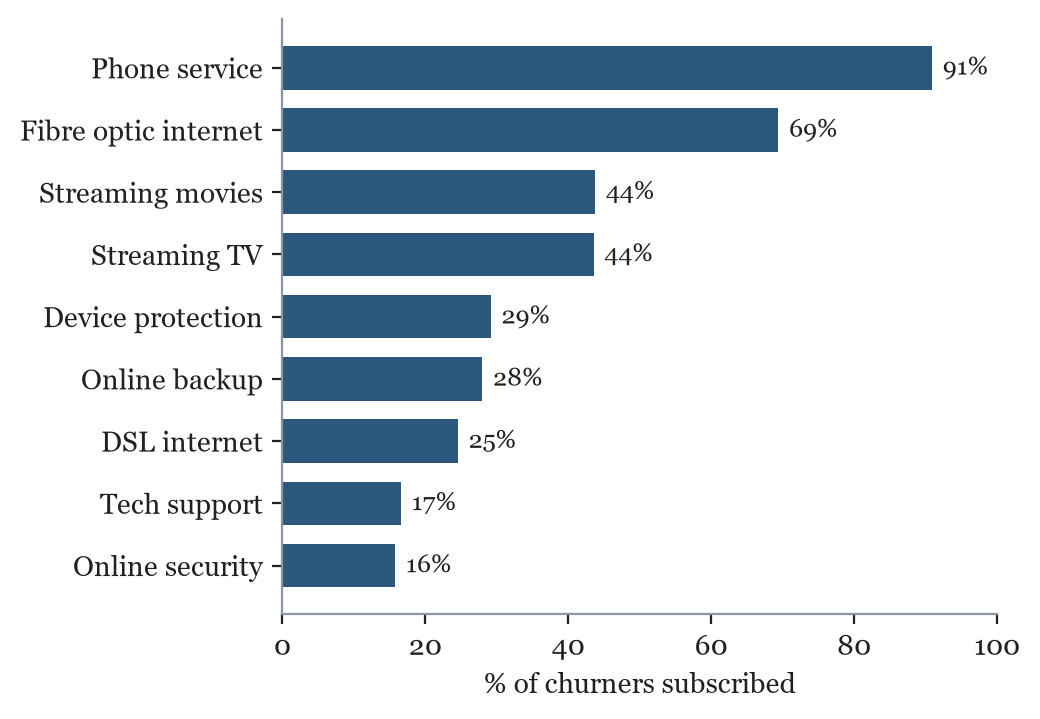 Phone service 91%
Fibre optic internet 69%
Streaming movies 44%
Streaming TV 44%
Device protection 29%
Online backup 28%
DSL internet 25%
Tech support 17%
Online security 16%
0 20 40 60 80 100
% of churners subscribed